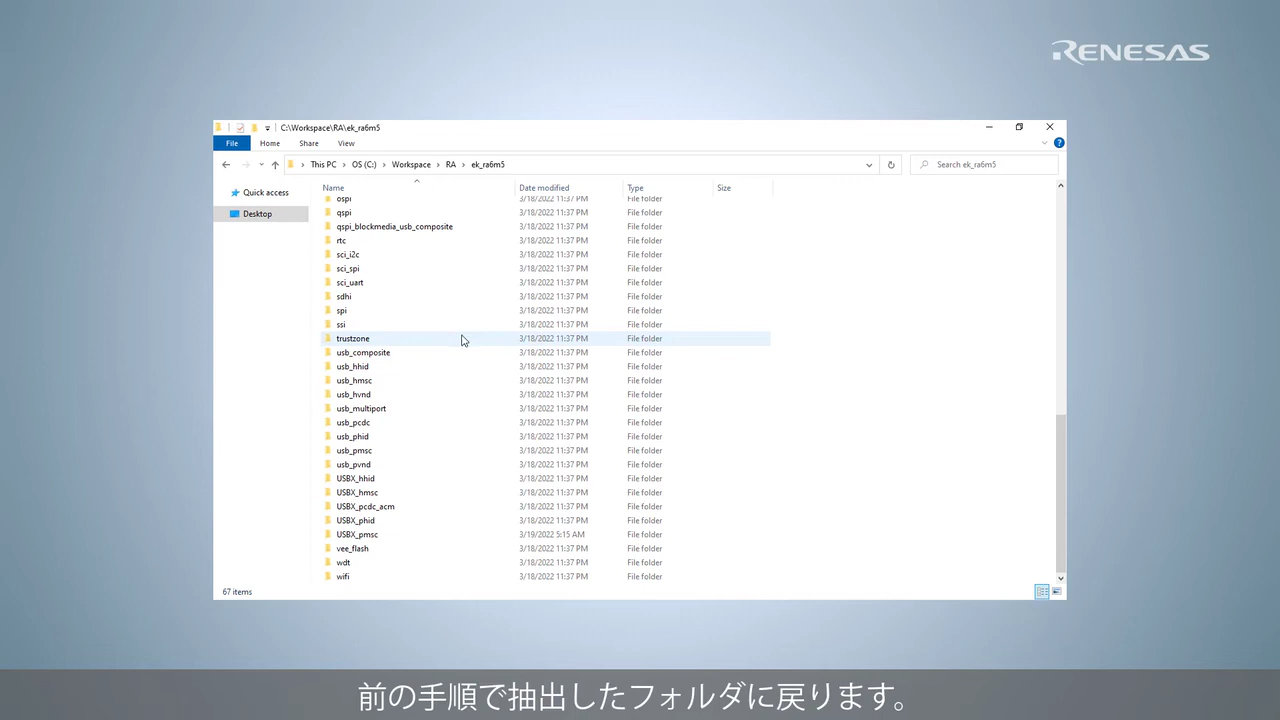 RENESAS
C:\Workspace\RA\ek_ra6m5
File Home Share View
This PC OS (C:) Workspace RA ek_ra6m5 Search ek_ra6m5
Quick access
Desktop
Name Date modified Type Size
ospi 3/18/2022 11:37 PM File folder
qspi 3/18/2022 11:37 PM File folder
qspi_blockmedia_usb_composite 3/18/2022 11:37 PM File folder
rtc 3/18/2022 11:37 PM File folder
sci_i2c 3/18/2022 11:37 PM File folder
sci_spi 3/18/2022 11:37 PM File folder
sci_uart 3/18/2022 11:37 PM File folder
sdhi 3/18/2022 11:37 PM File folder
spi 3/18/2022 11:37 PM File folder
ssi 3/18/2022 11:37 PM File folder
trustzone 3/18/2022 11:37 PM File folder
usb_composite 3/18/2022 11:37 PM File folder
usb_hhid 3/18/2022 11:37 PM File folder
usb_hmsc 3/18/2022 11:37 PM File folder
usb_hvnd 3/18/2022 11:37 PM File folder
usb_multiport 3/18/2022 11:37 PM File folder
usb_pcdc 3/18/2022 11:37 PM File folder
usb_phid 3/18/2022 11:37 PM File folder
usb_pmsc 3/18/2022 11:37 PM File folder
usb_pvnd 3/18/2022 11:37 PM File folder
USBX_hhid 3/18/2022 11:37 PM File folder
USBX_hmsc 3/18/2022 11:37 PM File folder
USBX_pcdc_acm 3/18/2022 11:37 PM File folder
USBX_phid 3/18/2022 11:37 PM File folder
USBX_pmsc 3/19/2022 5:15 AM File folder
vee_flash 3/18/2022 11:37 PM File folder
wdt 3/18/2022 11:37 PM File folder
wifi 3/18/2022 11:37 PM File folder
67 items
前の手順で抽出したフォルダに戻ります。